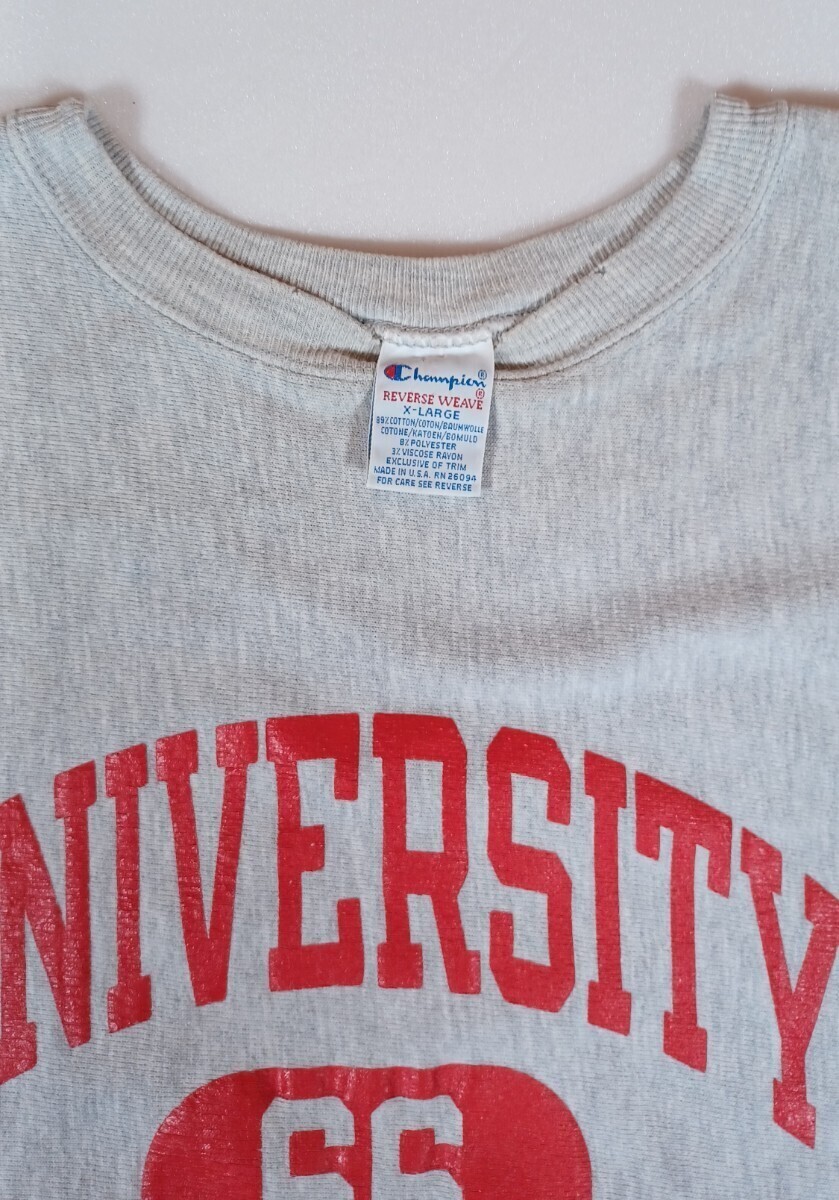 Champion®
REVERSE WEAVE®
X-LARGE
89% COTTON/COTON/BAUMWOLLE
COTONE/KATOEN/BOMULD
8% POLYESTER
3% VISCOSE RAYON
EXCLUSIVE OF TRIM
MADE IN U.S.A. RN 26094
FOR CARE SEE REVERSE
NIVERSITY
66